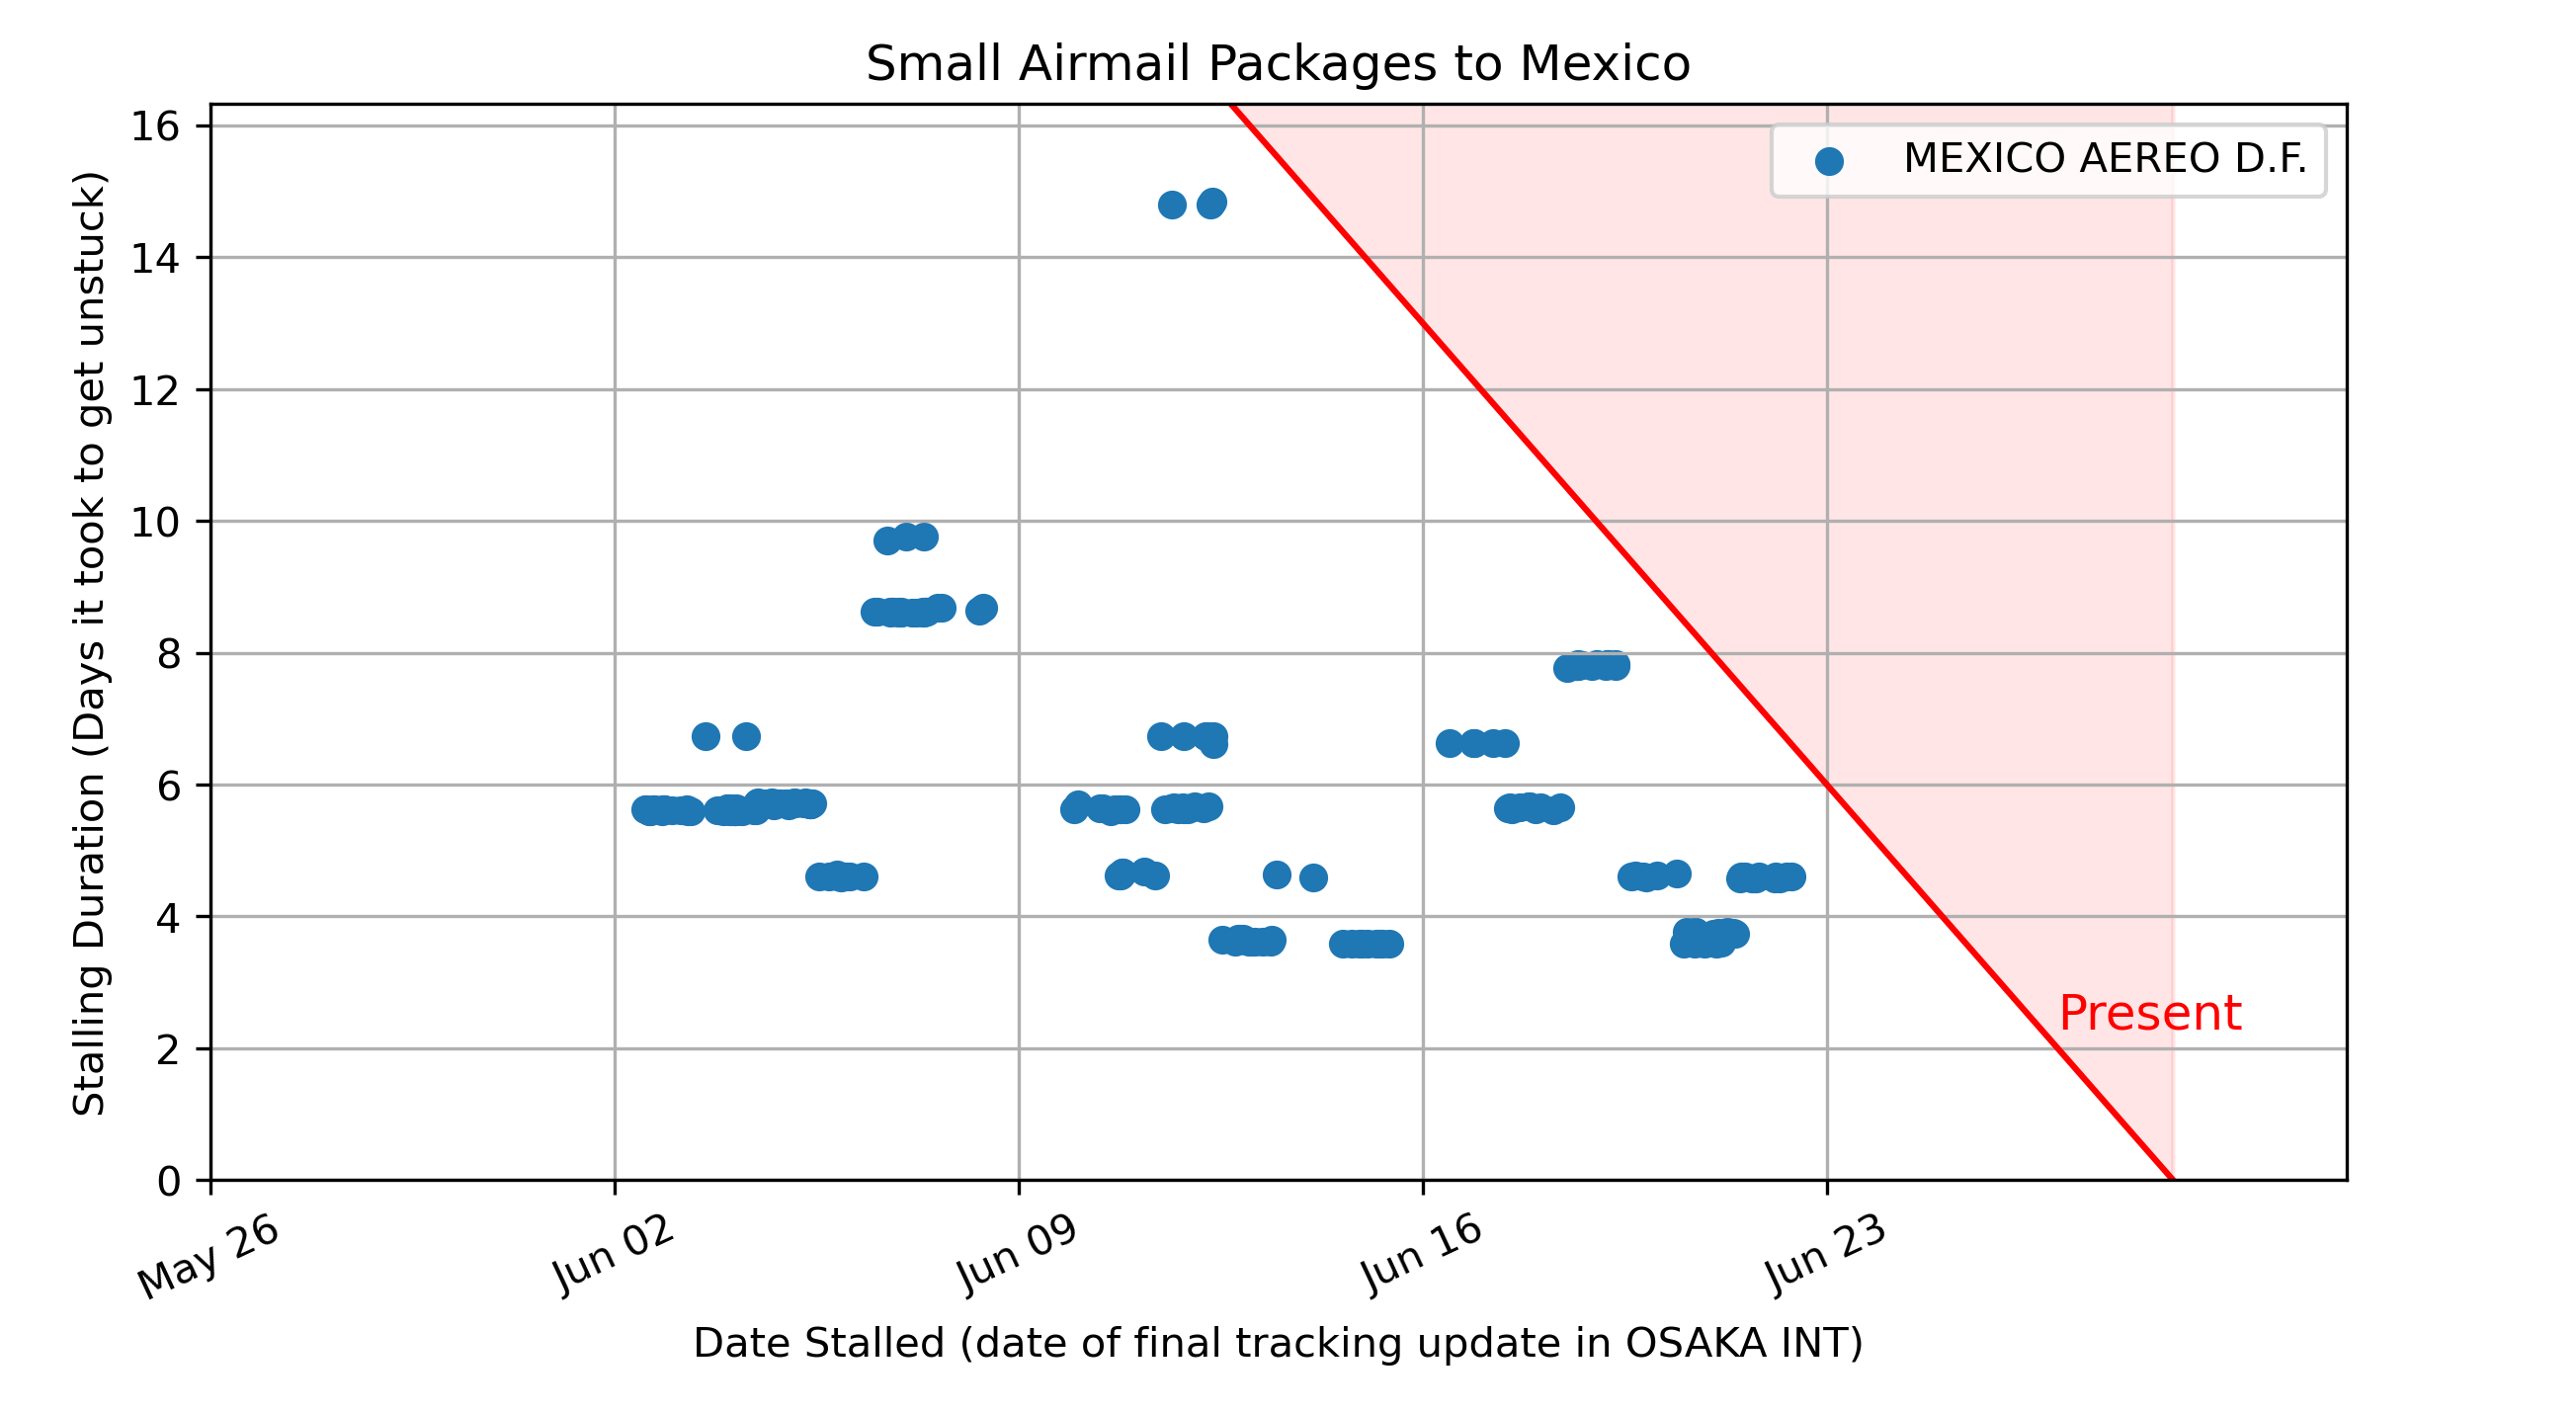 Small Airmail Packages to Mexico
MEXICO AEREO D.F.
Stalling Duration (Days it took to get unstuck)
16
14
12
10
8
6
4
2
0
Present
May 26
Jun 02
Jun 09
Jun 16
Jun 23
Date Stalled (date of final tracking update in OSAKA INT)